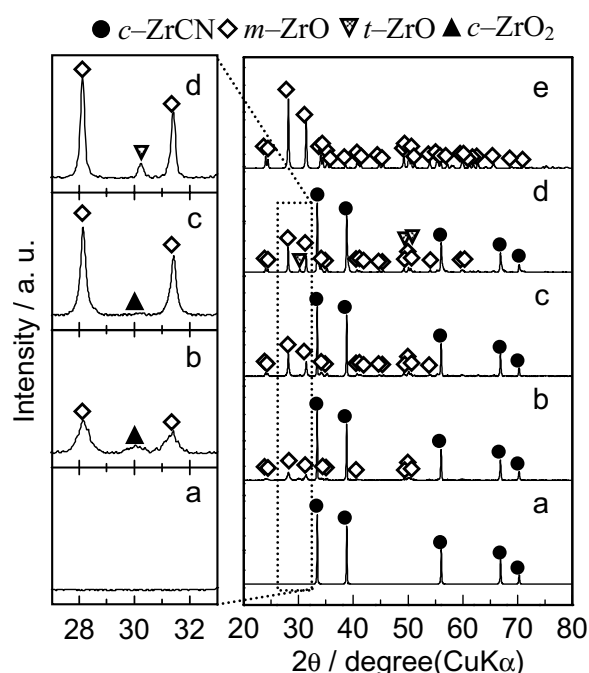 ● c–ZrCN ◇ m–ZrO ▽ t–ZrO ▲ c–ZrO₂
Intensity / a. u.
d
c
b
a
28 30 32
e
d
c
b
a
20 30 40 50 60 70 80
2θ / degree(CuKα)